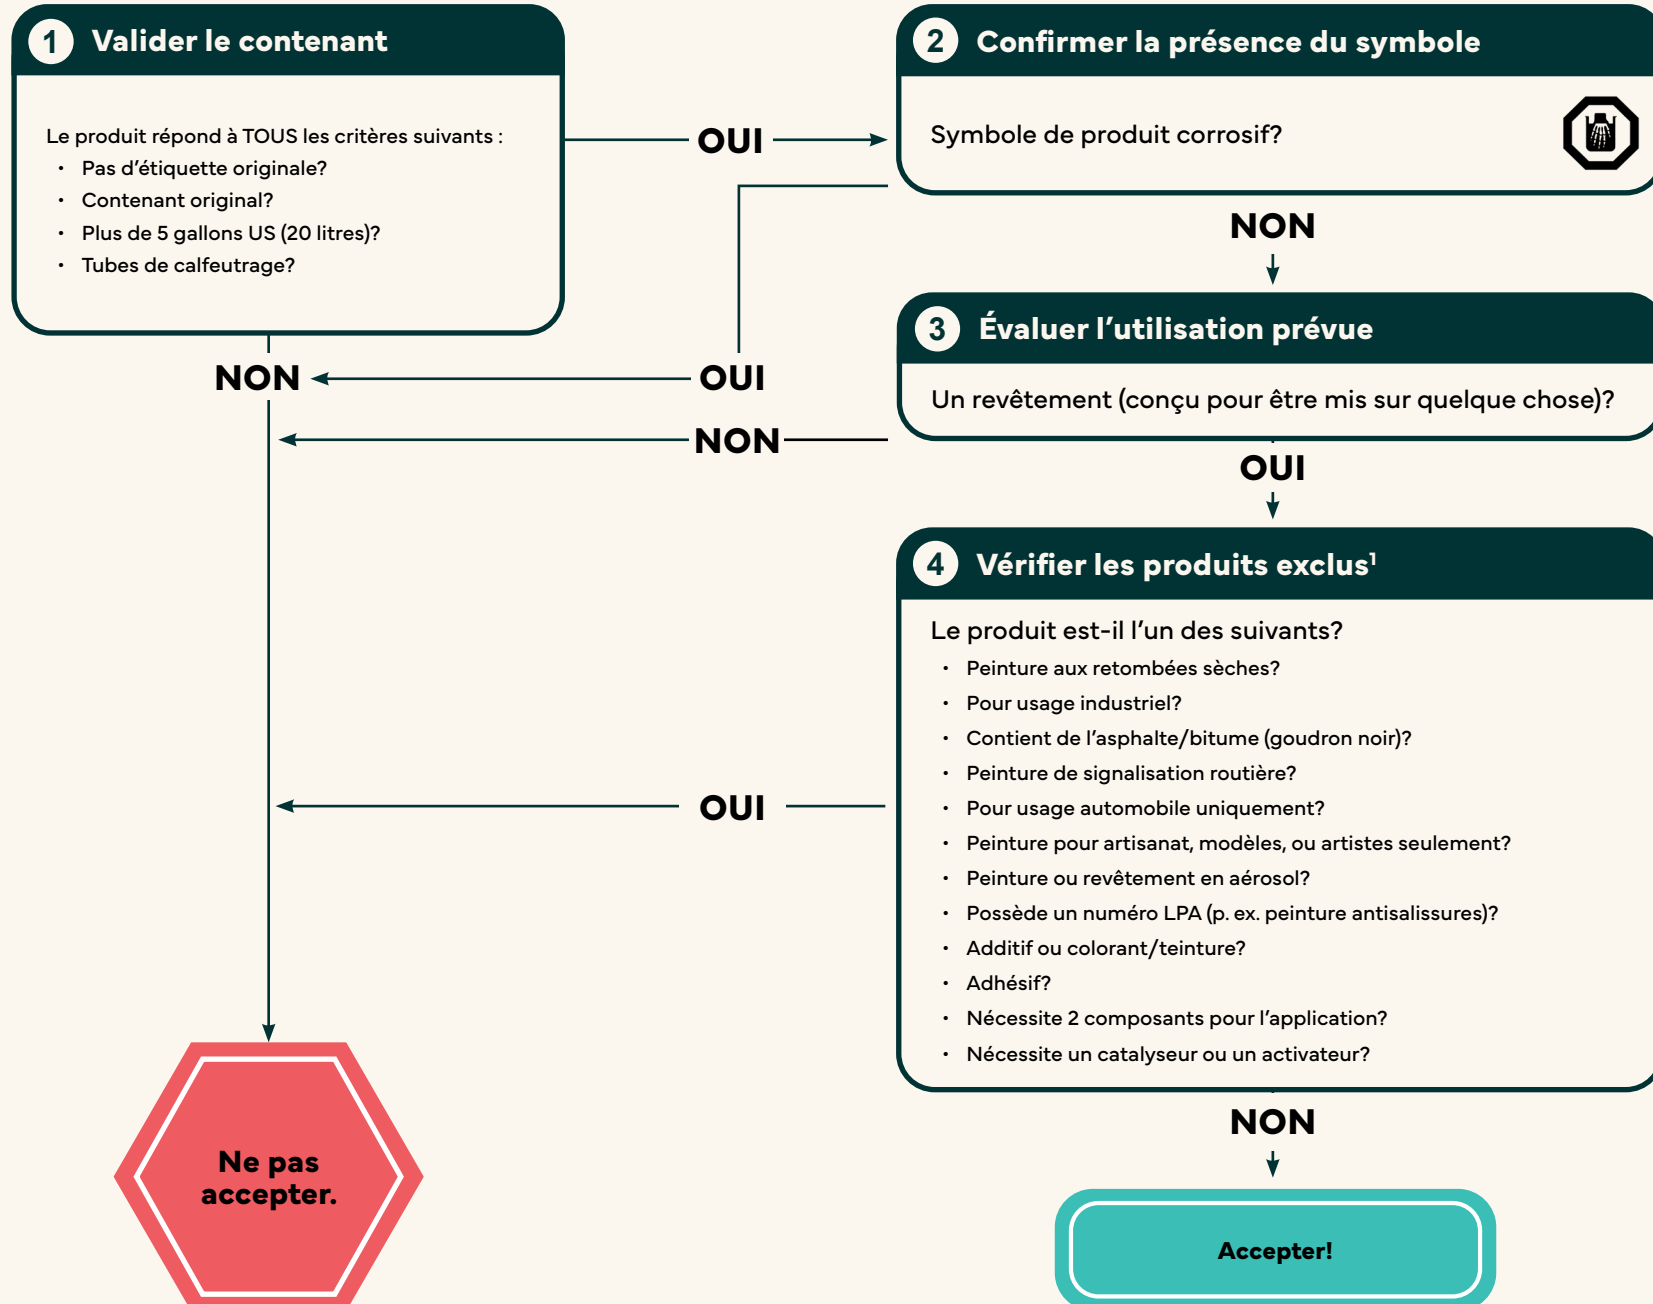 1 Valider le contenant
Le produit répond à TOUS les critères suivants :
• Pas d'étiquette originale?
• Contenant original?
• Plus de 5 gallons US (20 litres)?
• Tubes de calfeutrage?
OUI
2 Confirmer la présence du symbole
Symbole de produit corrosif?
NON
3 Évaluer l'utilisation prévue
Un revêtement (conçu pour être mis sur quelque chose)?
NON
OUI
NON
OUI
4 Vérifier les produits exclus¹
Le produit est-il l'un des suivants?
• Peinture aux retombées sèches?
• Pour usage industriel?
• Contient de l'asphalte/bitume (goudron noir)?
• Peinture de signalisation routière?
• Pour usage automobile uniquement?
• Peinture pour artisanat, modèles, ou artistes seulement?
• Peinture ou revêtement en aérosol?
• Possède un numéro LPA (p. ex. peinture antisalissures)?
• Additif ou colorant/teinture?
• Adhésif?
• Nécessite 2 composants pour l'application?
• Nécessite un catalyseur ou un activateur?
OUI
NON
Ne pas
accepter.
Accepter!